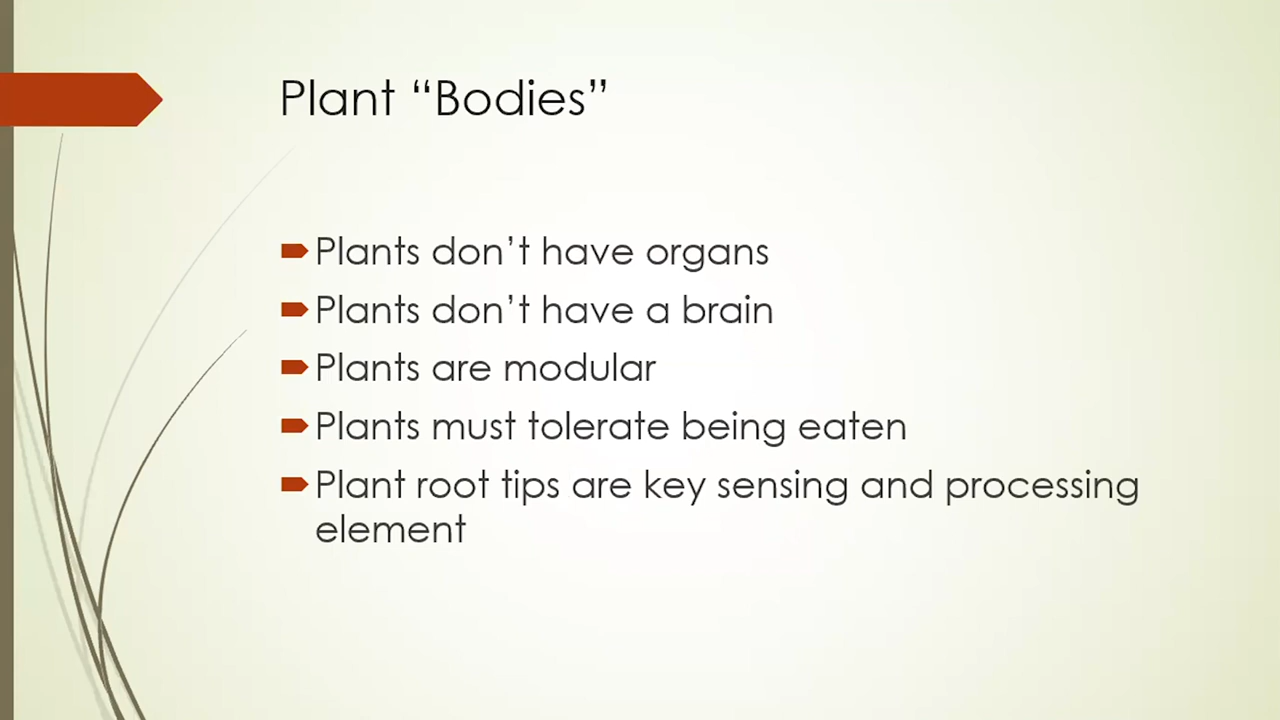 Plant “Bodies”
Plants don’t have organs
Plants don’t have a brain
Plants are modular
Plants must tolerate being eaten
Plant root tips are key sensing and processing
element